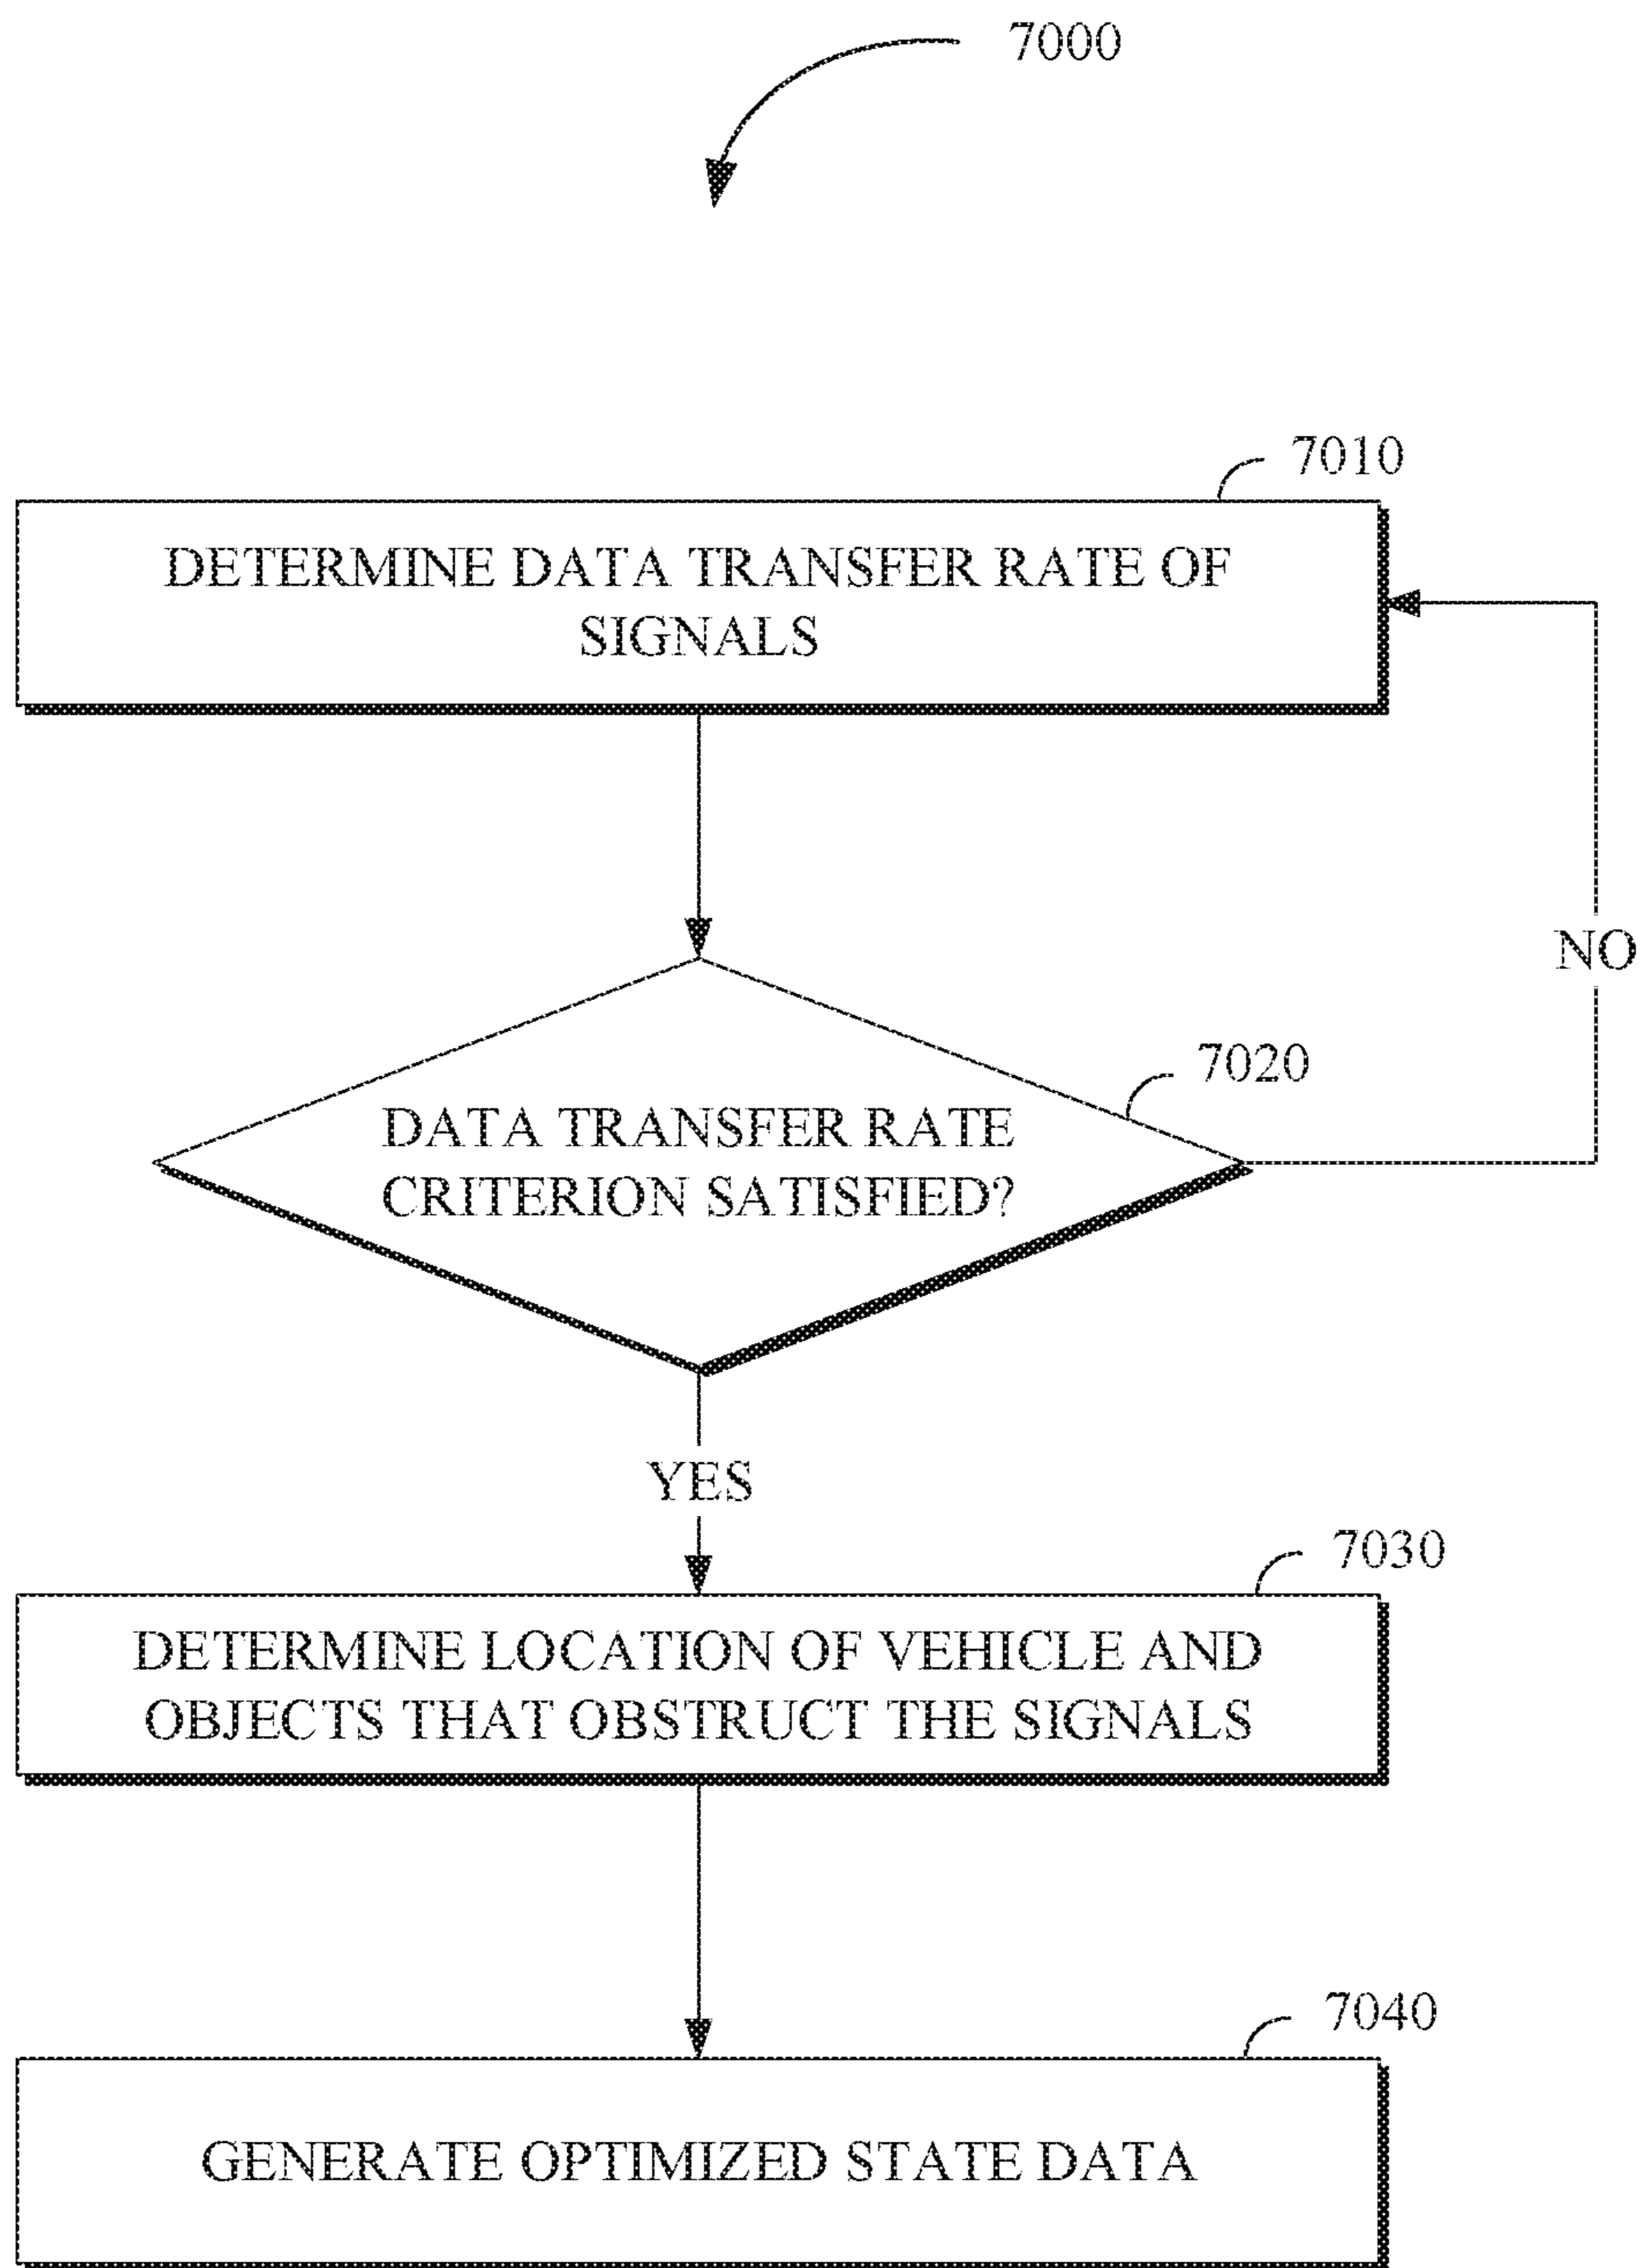 7000
7010
DETERMINE DATA TRANSFER RATE OF
SIGNALS
NO
7020
DATA TRANSFER RATE
CRITERION SATISFIED?
YES
7030
DETERMINE LOCATION OF VEHICLE AND
OBJECTS THAT OBSTRUCT THE SIGNALS
7040
GENERATE OPTIMIZED STATE DATA